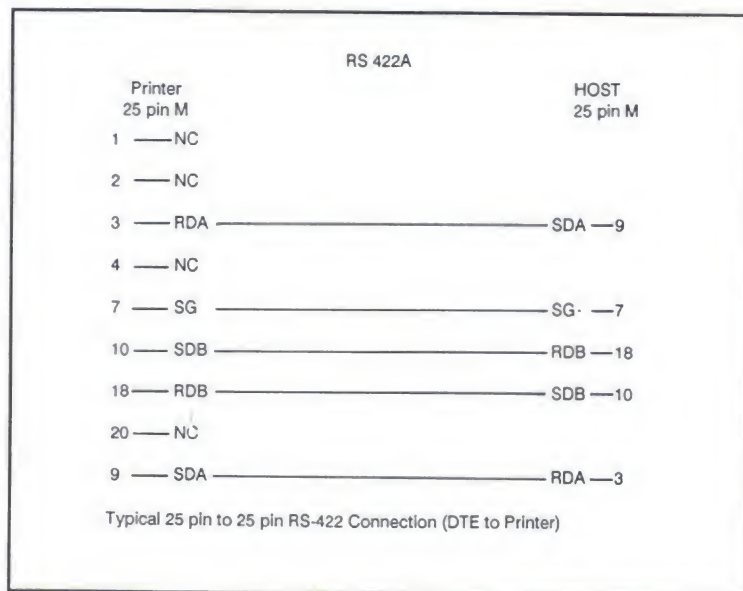 RS 422A
Printer HOST
25 pin M 25 pin M
1 NC
2 NC
3 RDA SDA 9
4 NC
7 SG SG 7
10 SDB RDB 18
18 RDB SDB 10
20 NC
9 SDA RDA 3
Typical 25 pin to 25 pin RS-422 Connection (DTE to Printer)